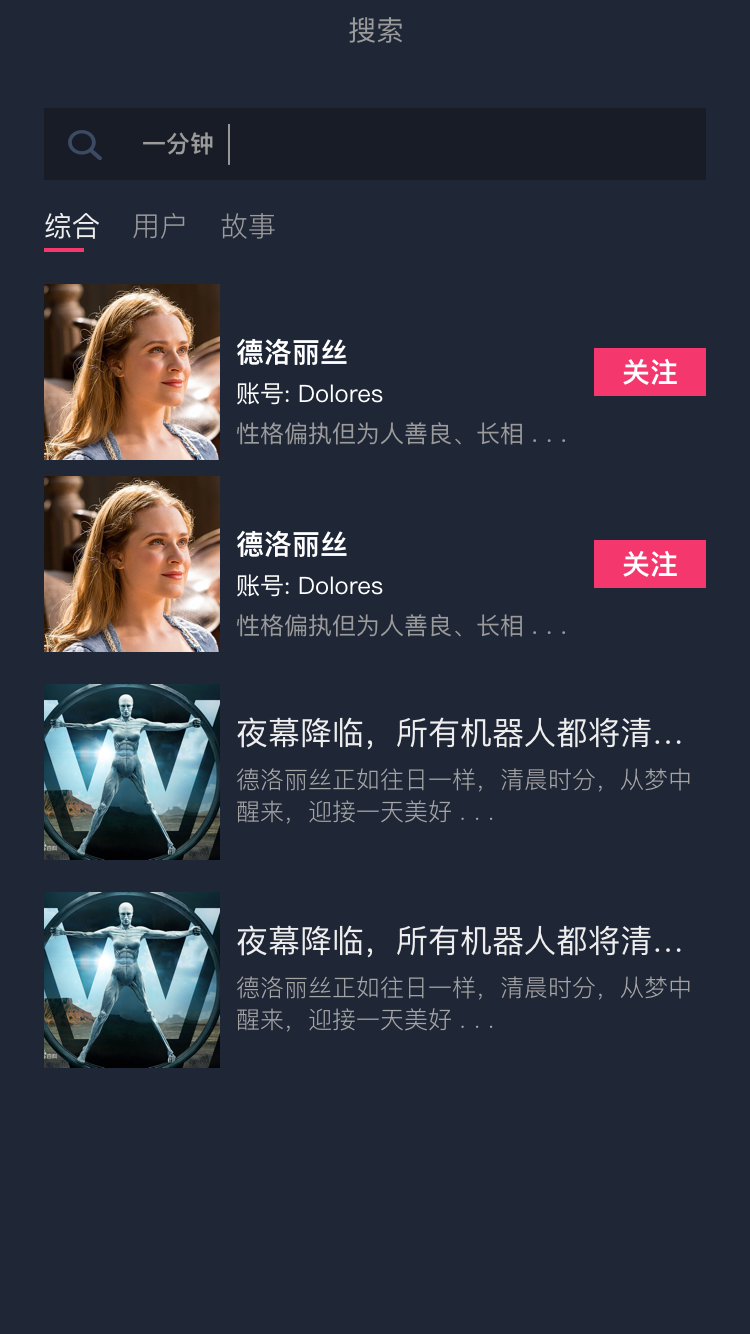 搜索
一分钟
综合 用户 故事
德洛丽丝
账号: Dolores
关注
性格偏执但为人善良、长相 . . .
德洛丽丝
账号: Dolores
关注
性格偏执但为人善良、长相 . . .
夜幕降临，所有机器人都将清...
德洛丽丝正如往日一样，清晨时分，从梦中
醒来，迎接一天美好 . . .
夜幕降临，所有机器人都将清...
德洛丽丝正如往日一样，清晨时分，从梦中
醒来，迎接一天美好 . . .